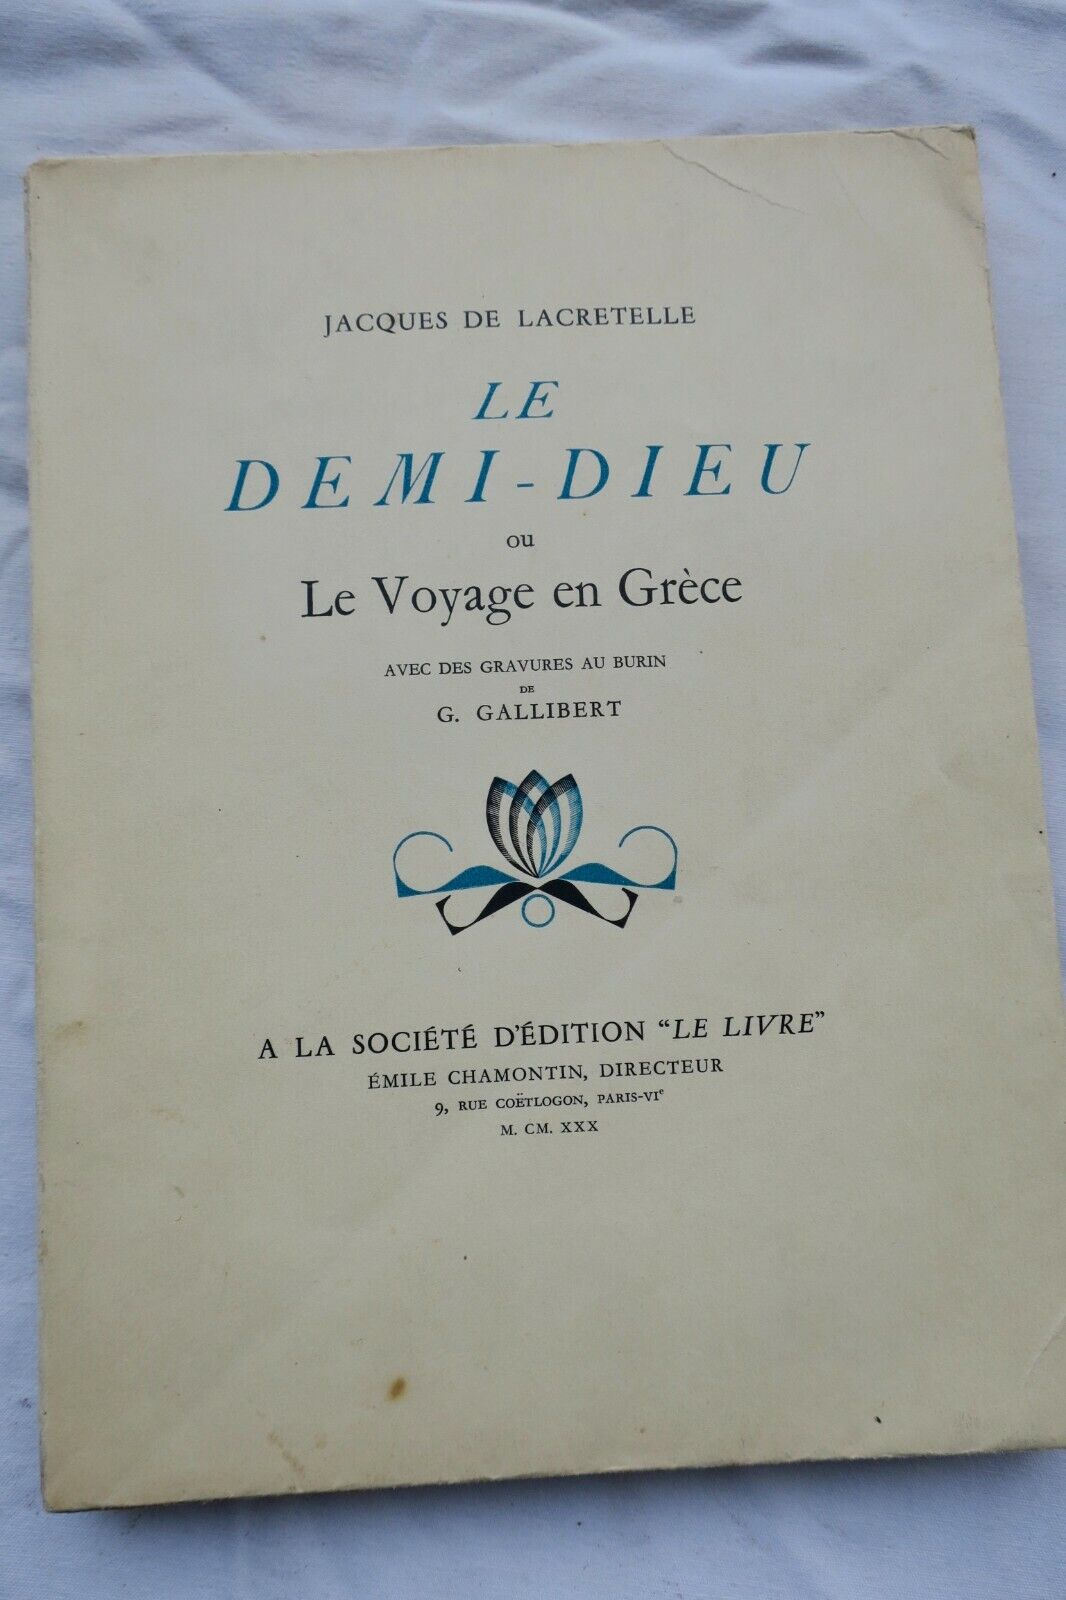 JACQUES DE LACRETELLE
LE
DEMI-DIEU
ou
Le Voyage en Grèce
AVEC DES GRAVURES AU BURIN
DE
G. GALLIBERT
A LA SOCIÉTÉ D'ÉDITION “LE LIVRE”
ÉMILE CHAMONTIN, DIRECTEUR
9, RUE COËTLOGON, PARIS-VIe
M. CM. XXX